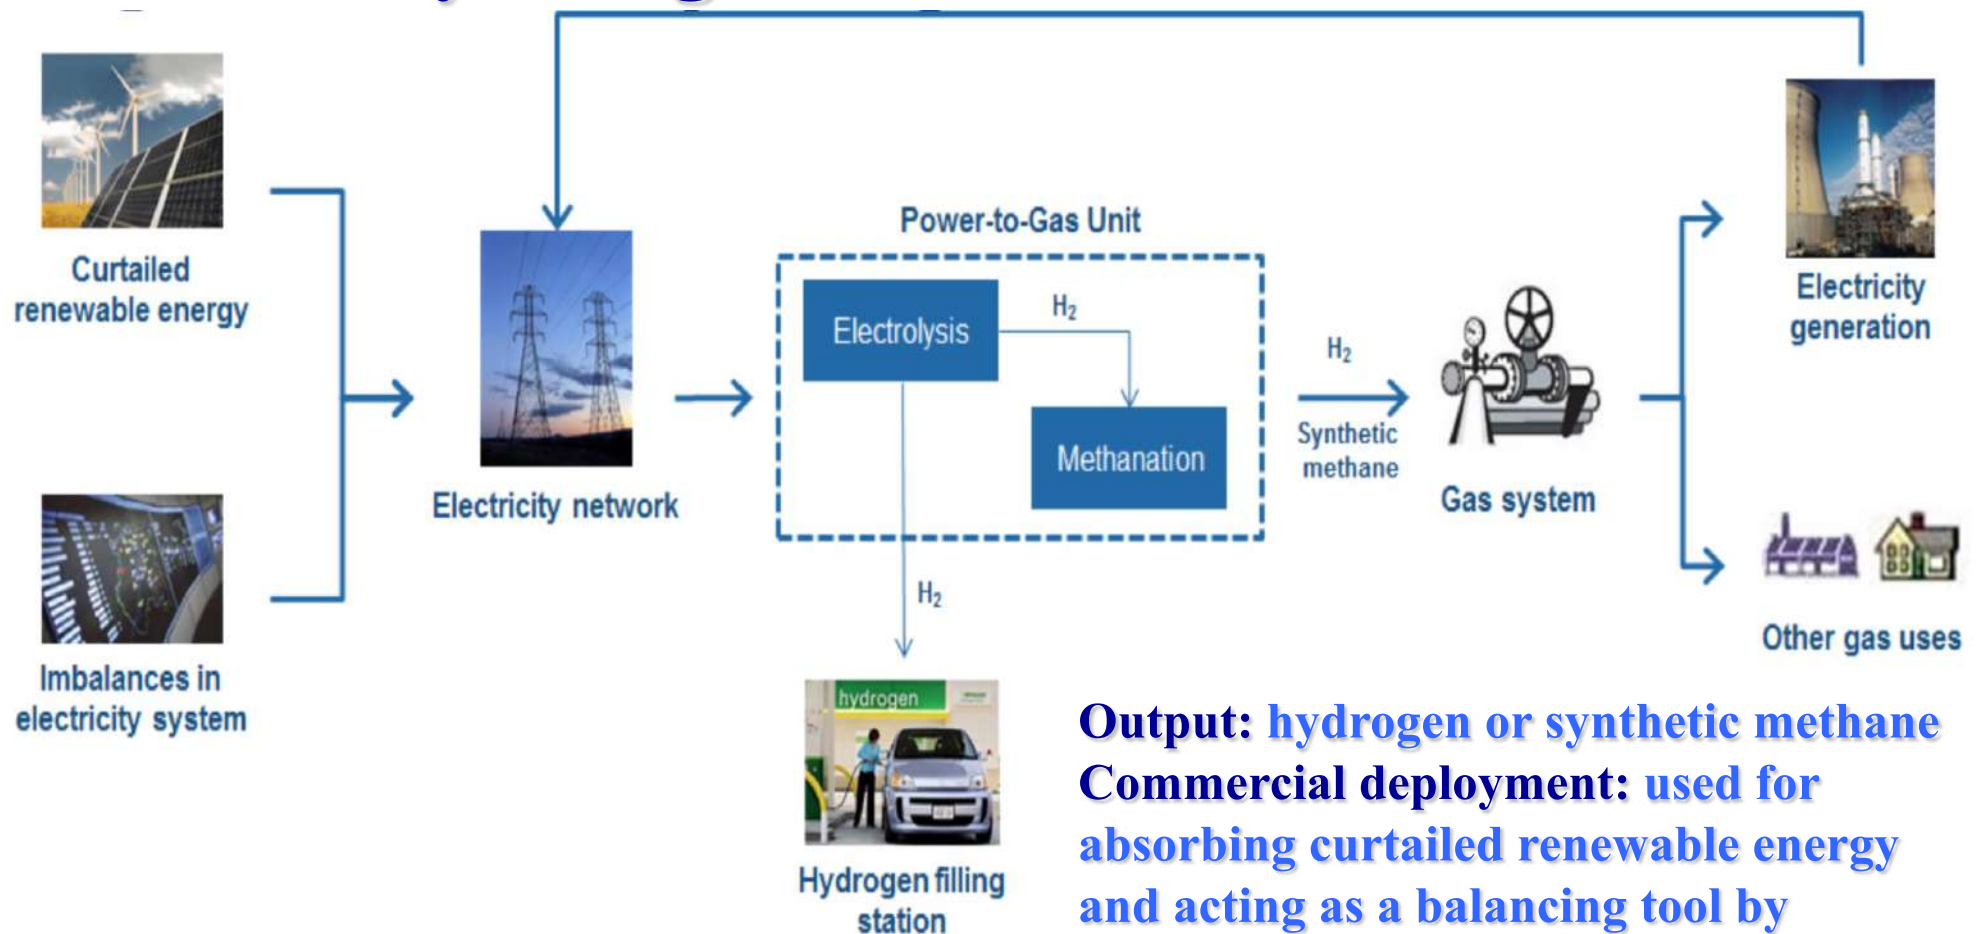 Curtailed
renewable energy
Imbalances in
electricity system
Electricity network
Power-to-Gas Unit
Electrolysis
H₂
Methanation
H₂
hydrogen
Hydrogen filling
station
H₂
Synthetic
methane
Gas system
Electricity
generation
Other gas uses
Output: hydrogen or synthetic methane
Commercial deployment: used for
absorbing curtailed renewable energy
and acting as a balancing tool by